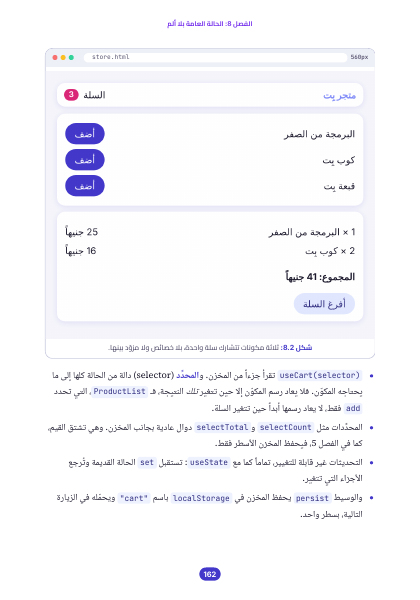 الفصل 8: الحالة العامة بلا ألم
store.html
560px
متجر بِت
السلة 3
البرمجة من الصفر
أضف
كوب بِت
أضف
قبعة بِت
أضف
1 × البرمجة من الصفر
25 جنيهاً
2 × كوب بِت
16 جنيهاً
المجموع: 41 جنيهاً
أفرغ السلة
شكل 8.2: ثلاثة مكونات تتشارك سلة واحدة، بلا خصائص ولا مزوّد بينها.
• useCart(selector) تقرأ جزءاً من المخزن. والمحدِّد (selector) دالة من الحالة كلها إلى ما
يحتاجه المكوّن. فلا يعاد رسم المكوّن إلا حين تتغير تلك النتيجة، فـ ProductList، التي تحدد
add فقط، لا يعاد رسمها أبداً حين تتغير السلة.
• المحدِّدات مثل selectCount و selectTotal دوال عادية بجانب المخزن. وهي تشتق القيم،
كما في الفصل 5، فيحفظ المخزن الأسطر فقط.
• التحديثات غير قابلة للتغيير، تماماً كما مع useState: تستقبل set الحالة القديمة وتُرجع
الأجزاء التي تتغير.
• والوسيط persist يحفظ المخزن في localStorage باسم "cart" ويحمّله في الزيارة
التالية، بسطر واحد.
162